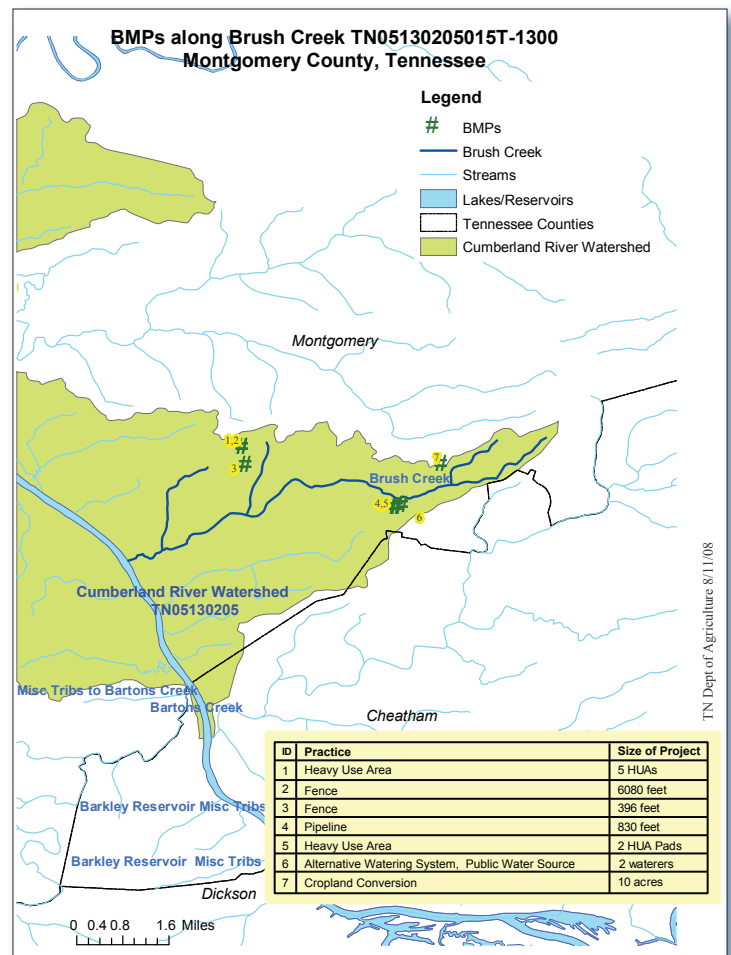 BMPs along Brush Creek TN05130205015T-1300
Montgomery County, Tennessee
Legend
# BMPs
Brush Creek
Streams
Lakes/Reservoirs
Tennessee Counties
Cumberland River Watershed
Montgomery
1,2
3
7
Brush Creek
4,5
6
Cumberland River Watershed
TN05130205
TN Dept of Agriculture 8/11/08
Misc Tribs to Bartons Creek
Bartons Creek
Cheatham
ID Practice Size of Project
1 Heavy Use Area 5 HUAs
2 Fence 6080 feet
3 Fence 396 feet
4 Pipeline 830 feet
5 Heavy Use Area 2 HUA Pads
6 Alternative Watering System, Public Water Source 2 waterers
7 Cropland Conversion 10 acres
Barkley Reservoir Misc Tribs
Barkley Reservoir Misc Tribs
Dickson
0 0.4 0.8 1.6 Miles